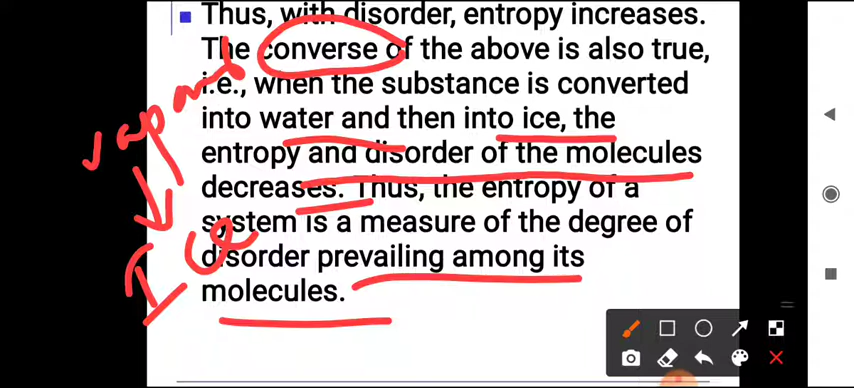 Thus, with disorder, entropy increases.
The converse of the above is also true,
i.e., when the substance is converted
into water and then into ice, the
entropy and disorder of the molecules
decreases. Thus, the entropy of a
system is a measure of the degree of
disorder prevailing among its
molecules.
Ice